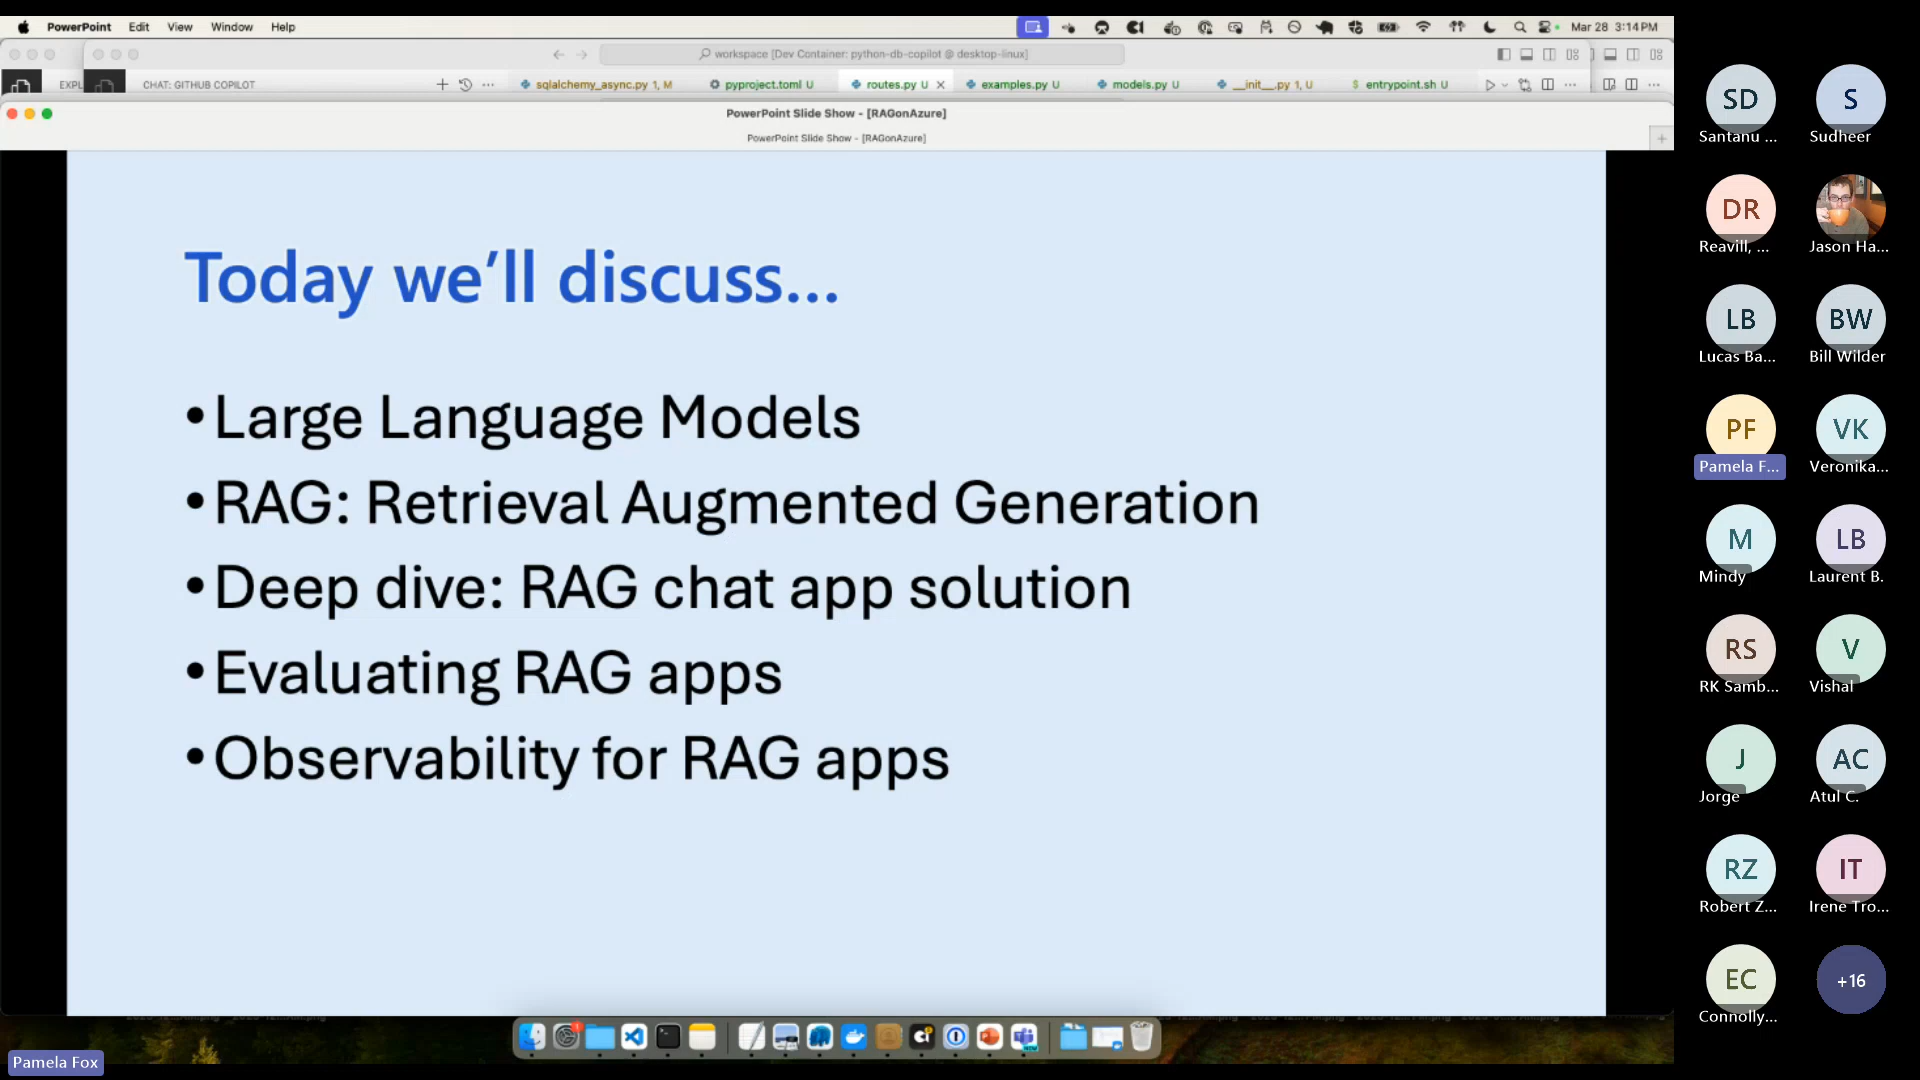 PowerPoint Edit View Window Help
Mar 28 3:14 PM
workspace [Dev Container: python-db-copilot @ desktop-linux]
EXPL
CHAT: GITHUB COPILOT
sqlalchemy_async.py 1, M
pyproject.toml U
routes.py U
examples.py U
models.py U
__init__.py 1, U
$ entrypoint.sh U
PowerPoint Slide Show - [RAGonAzure]
PowerPoint Slide Show - [RAGonAzure]
Today we'll discuss...
• Large Language Models
• RAG: Retrieval Augmented Generation
• Deep dive: RAG chat app solution
• Evaluating RAG apps
• Observability for RAG apps
SD
Santanu ...
S
Sudheer
DR
Reavill, ...
Jason Ha...
LB
Lucas Ba...
BW
Bill Wilder
PF
Pamela F...
VK
Veronika...
M
Mindy
LB
Laurent B.
RS
RK Samb...
V
Vishal
J
Jorge
AC
Atul C.
RZ
Robert Z...
IT
Irene Tro...
EC
Connolly...
+16
Pamela Fox